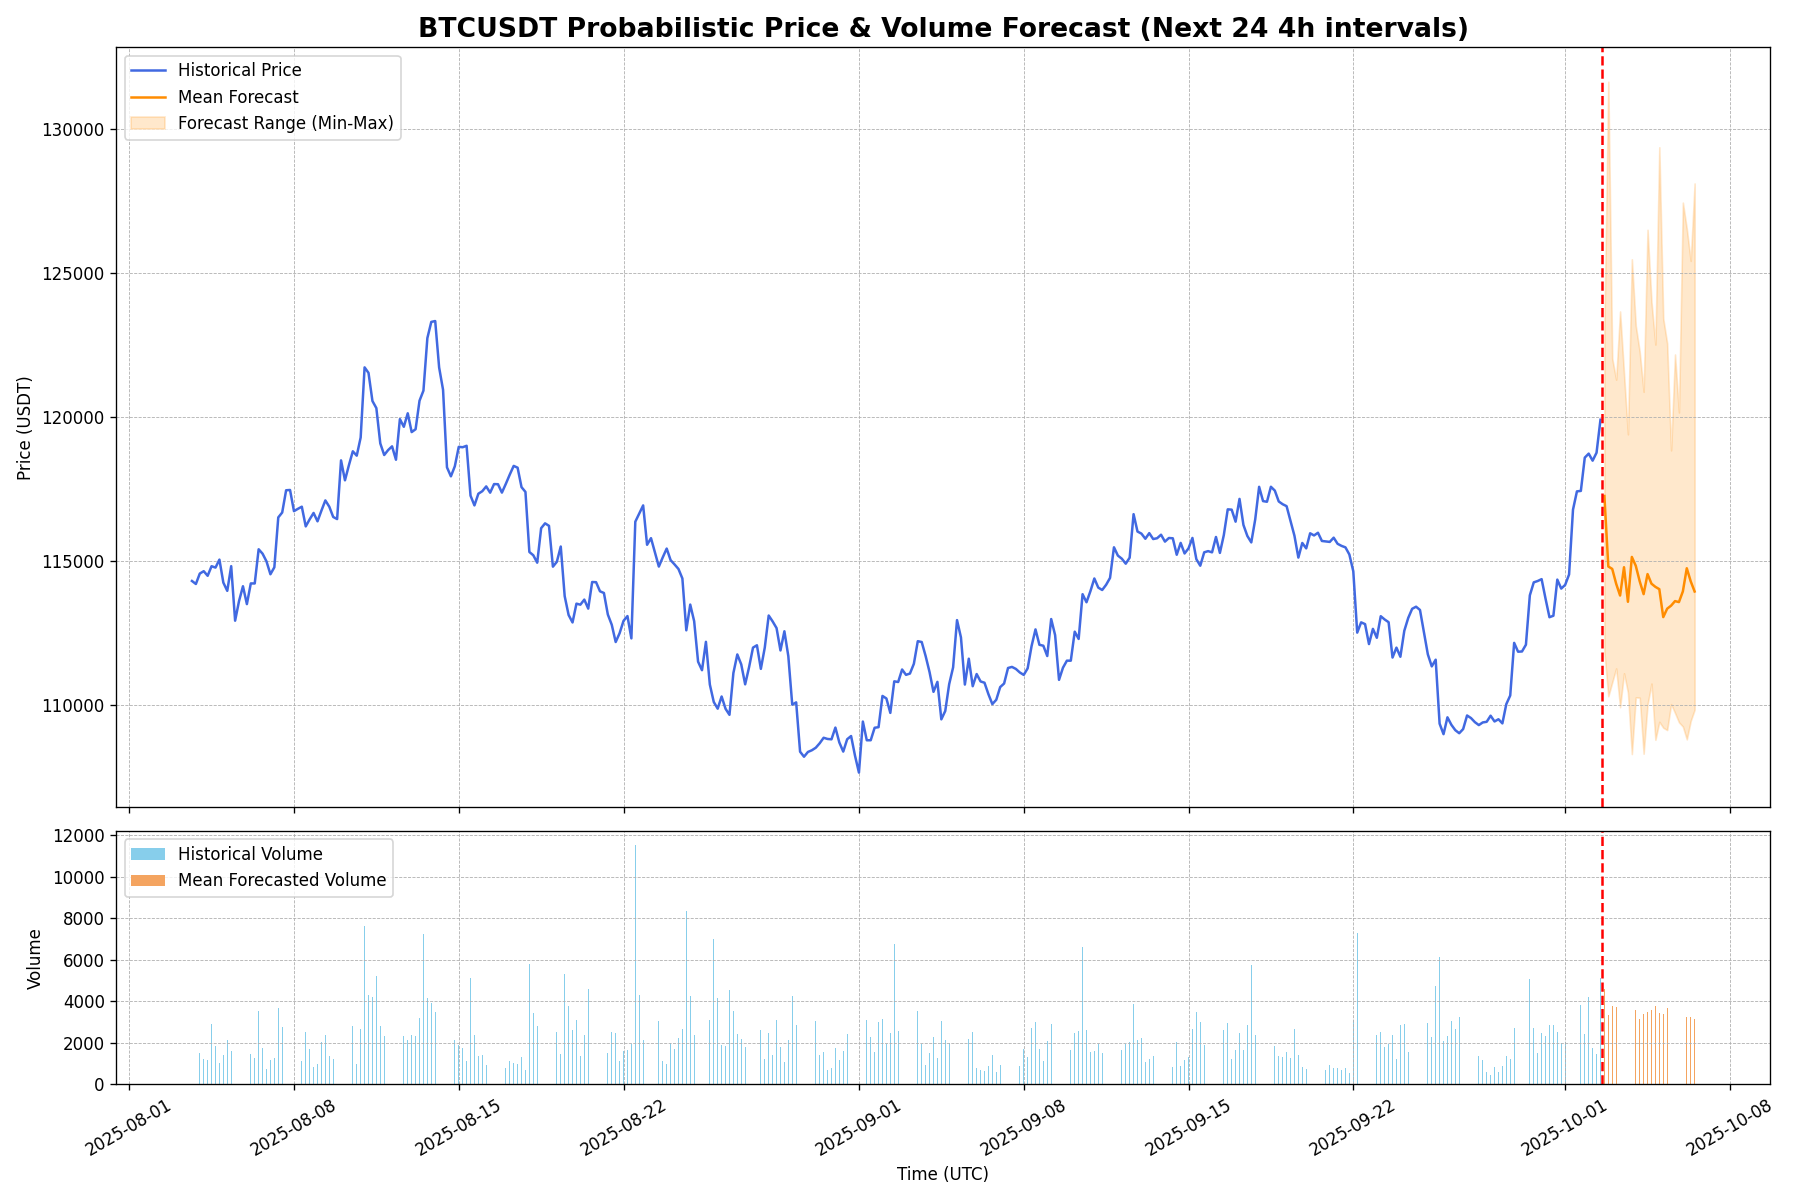 BTCUSDT Probabilistic Price & Volume Forecast (Next 24 4h intervals)
Historical Price
Mean Forecast
Forecast Range (Min-Max)
130000
125000
120000
115000
110000
Price (USDT)
Historical Volume
Mean Forecasted Volume
12000
10000
8000
6000
4000
2000
0
Volume
2025-08-01
2025-08-08
2025-08-15
2025-08-22
2025-09-01
2025-09-08
2025-09-15
2025-09-22
2025-10-01
2025-10-08
Time (UTC)